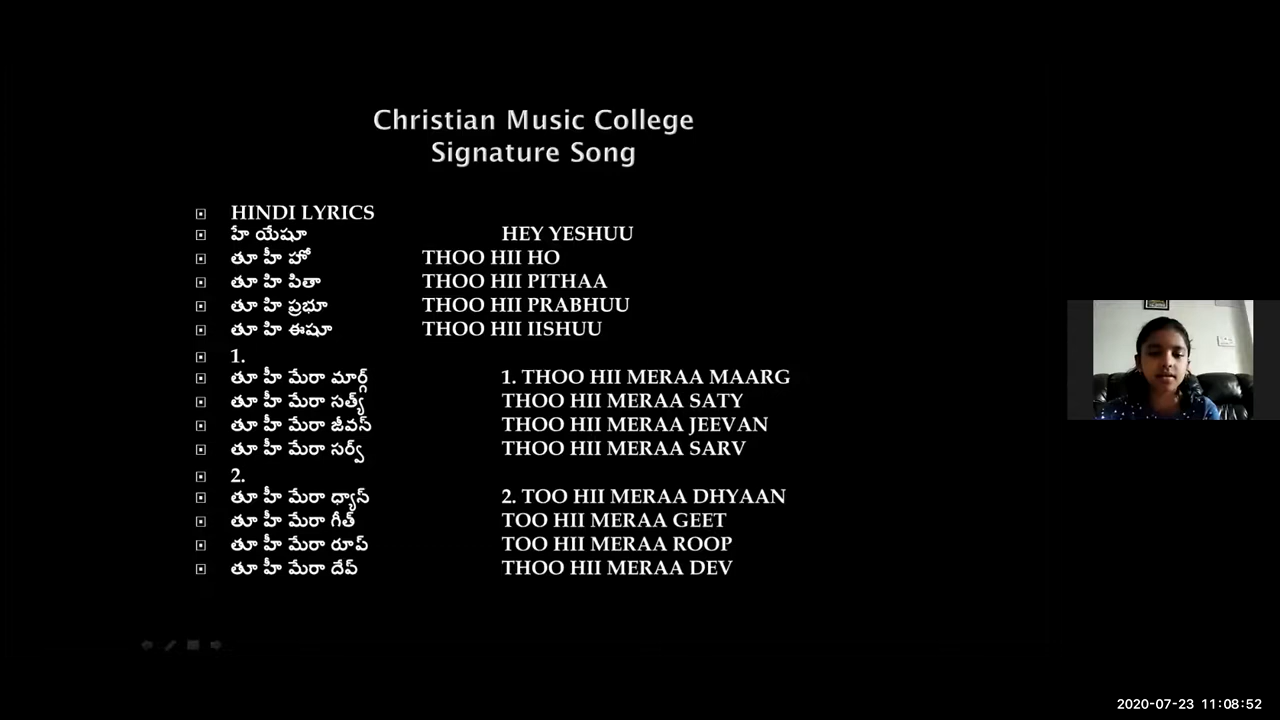 Christian Music College
Signature Song
HINDI LYRICS
హే యేషూ HEY YESHUU
తూ హీ హో THOO HII HO
తూ హి పితా THOO HII PITHAA
తూ హి ప్రభూ THOO HII PRABHUU
తూ హి ఈషూ THOO HII IISHUU
1.
తూ హీ మేరా మార్గ్ 1. THOO HII MERAA MAARG
తూ హీ మేరా సత్య్ THOO HII MERAA SATY
తూ హీ మేరా జీవన్ THOO HII MERAA JEEVAN
తూ హీ మేరా సర్వ్ THOO HII MERAA SARV
2.
తూ హీ మేరా ధ్యాన్ 2. TOO HII MERAA DHYAAN
తూ హీ మేరా గీత్ TOO HII MERAA GEET
తూ హీ మేరా రూప్ TOO HII MERAA ROOP
తూ హీ మేరా దేవ్ THOO HII MERAA DEV
2020-07-23 11:08:52